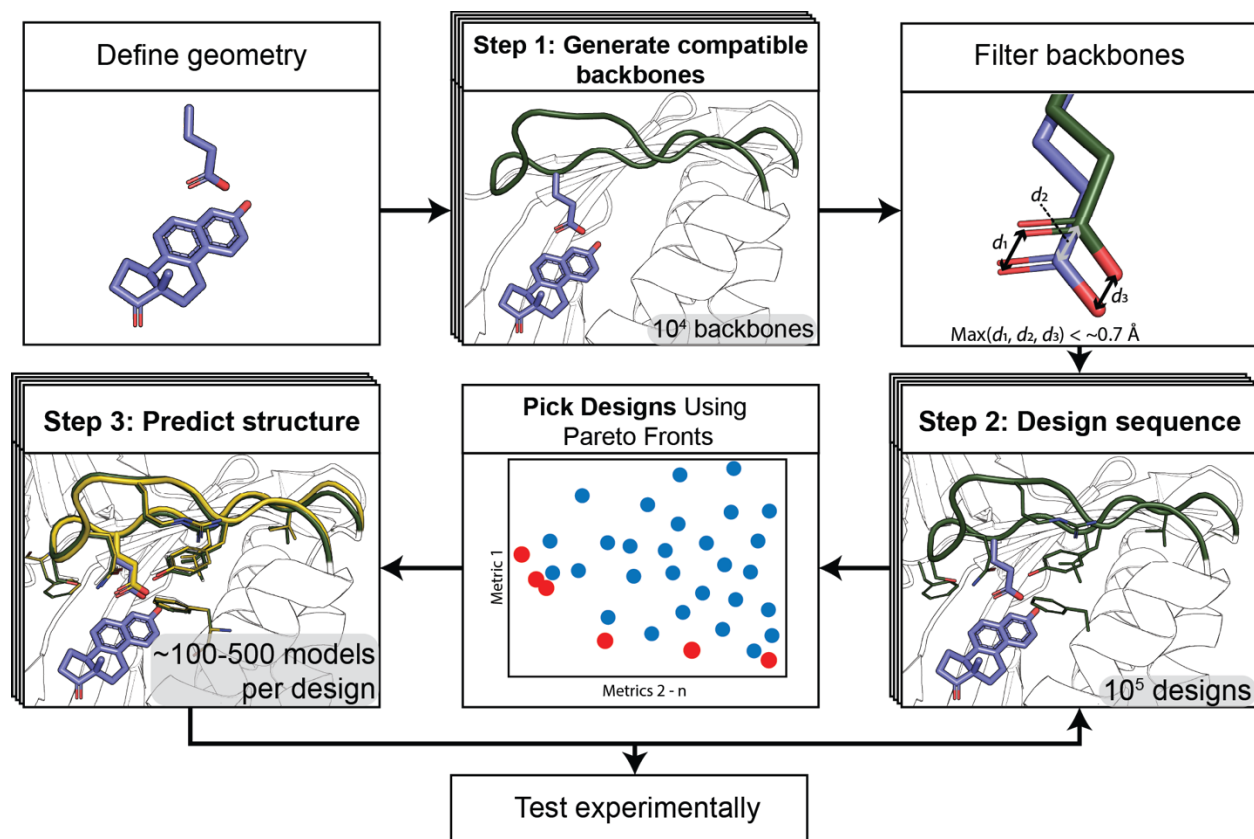 Define geometry
Step 1: Generate compatible
backbones
10⁴ backbones
Filter backbones
d₂
d₁
d₃
Max(d₁, d₂, d₃) < ~0.7 Å
Step 2: Design sequence
10⁵ designs
Pick Designs Using
Pareto Fronts
Metric 1
Metrics 2 - n
Step 3: Predict structure
~100-500 models
per design
Test experimentally